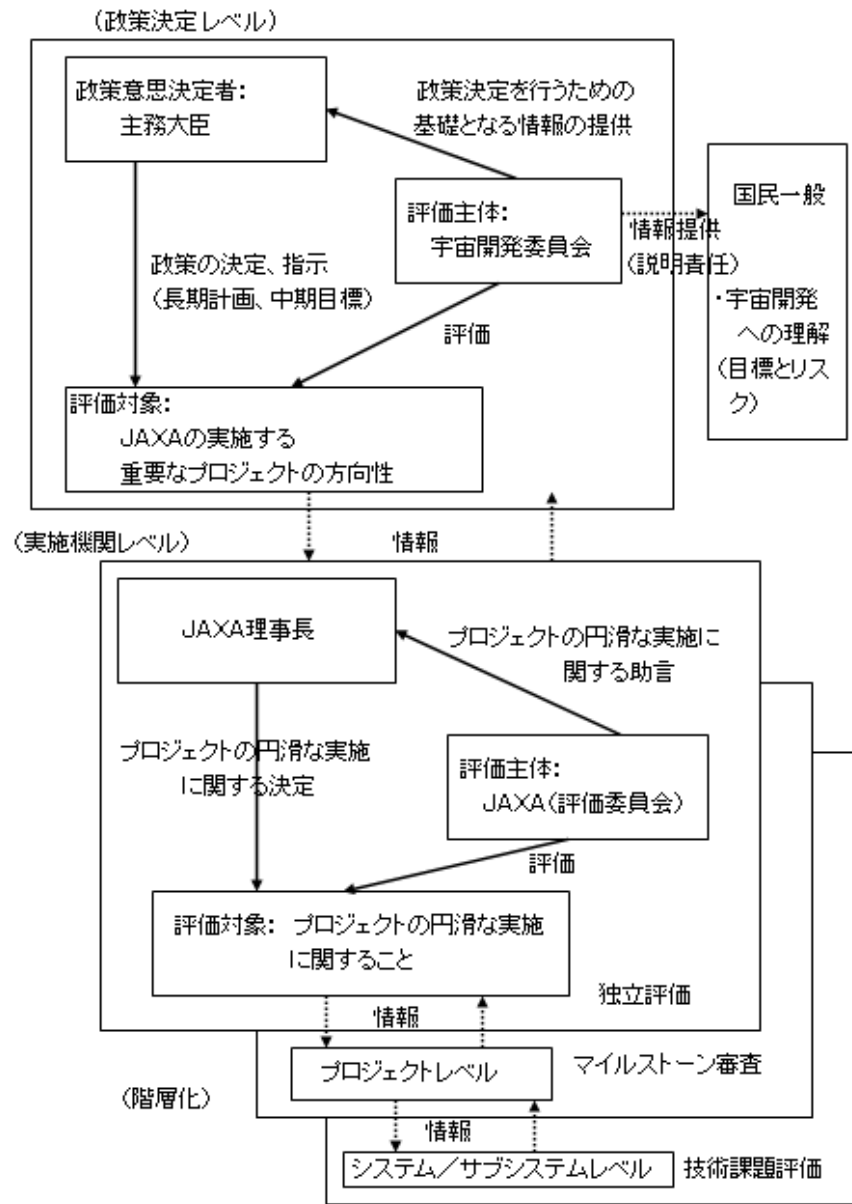 （政策決定レベル）
政策意思決定者：
主務大臣
政策決定を行うための
基礎となる情報の提供
評価主体：
宇宙開発委員会
情報提供
（説明責任）
国民一般
・宇宙開発
への理解
（目標とリス
ク）
政策の決定、指示
（長期計画、中期目標）
評価
評価対象：
JAXAの実施する
重要なプロジェクトの方向性
（実施機関レベル）
情報
JAXA理事長
プロジェクトの円滑な実施に
関する助言
プロジェクトの円滑な実施
に関する決定
評価主体：
JAXA（評価委員会）
評価
評価対象： プロジェクトの円滑な実施
に関すること
独立評価
情報
プロジェクトレベル
マイルストーン審査
（階層化）
情報
システム／サブシステムレベル
技術課題評価